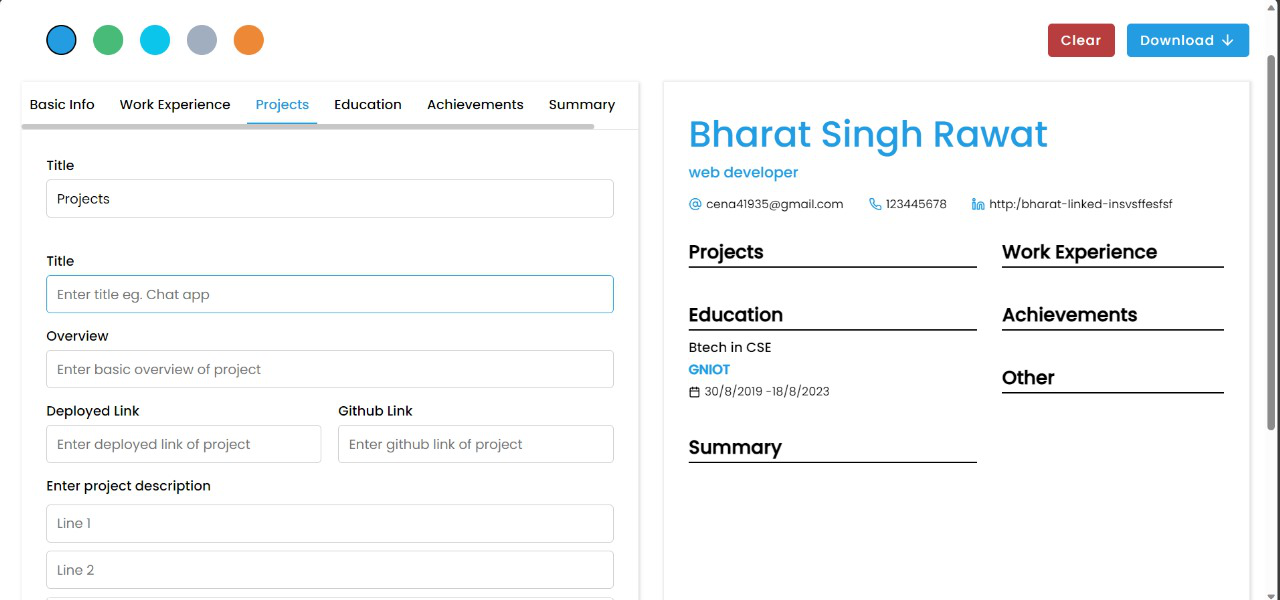 Clear
Download
Basic Info
Work Experience
Projects
Education
Achievements
Summary
Title
Projects
Title
Enter title eg. Chat app
Overview
Enter basic overview of project
Deployed Link
Github Link
Enter deployed link of project
Enter github link of project
Enter project description
Line 1
Line 2
Bharat Singh Rawat
web developer
cena41935@gmail.com
123445678
http:/bharat-linked-insvsffesfsf
Projects
Education
Btech in CSE
GNIOT
30/8/2019 -18/8/2023
Summary
Work Experience
Achievements
Other